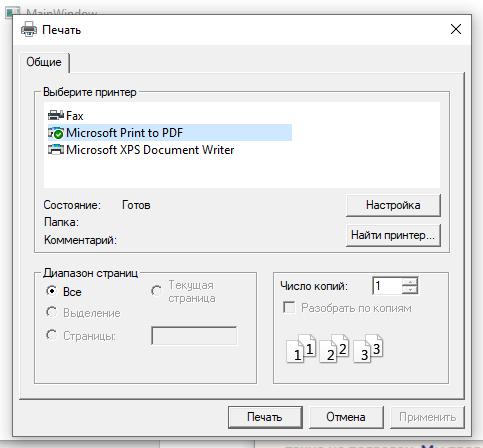 MainWindow
Печать
Общие
Выберите принтер
Fax
Microsoft Print to PDF
Microsoft XPS Document Writer
Состояние: Готов
Настройка
Папка:
Комментарий:
Найти принтер...
Диапазон страниц
Все
Текущая
страница
Выделение
Страницы:
Число копий: 1
Разобрать по копиям
1 1 2 2 3 3
Печать Отмена Применить